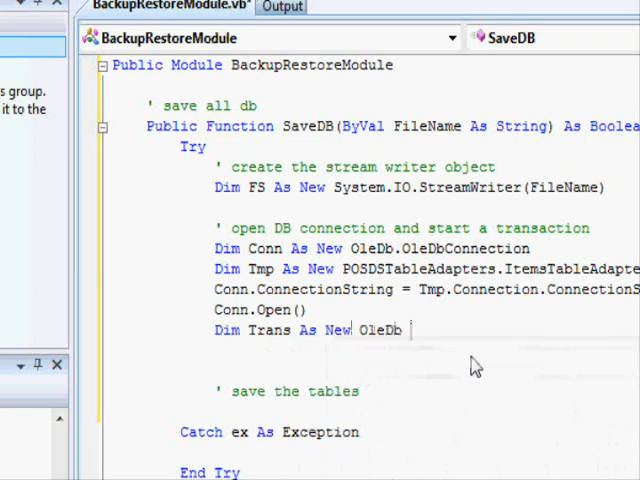 BackupRestoreModule.vb* Output
BackupRestoreModule SaveDB
s group.
it to the
Public Module BackupRestoreModule
' save all db
Public Function SaveDB(ByVal FileName As String) As Boolea
Try
' create the stream writer object
Dim FS As New System.IO.StreamWriter(FileName)
' open DB connection and start a transaction
Dim Conn As New OleDb.OleDbConnection
Dim Tmp As New POSDSTableAdapters.ItemsTableAdapte
Conn.ConnectionString = Tmp.Connection.ConnectionS
Conn.Open()
Dim Trans As New OleDb
' save the tables
Catch ex As Exception
End Try